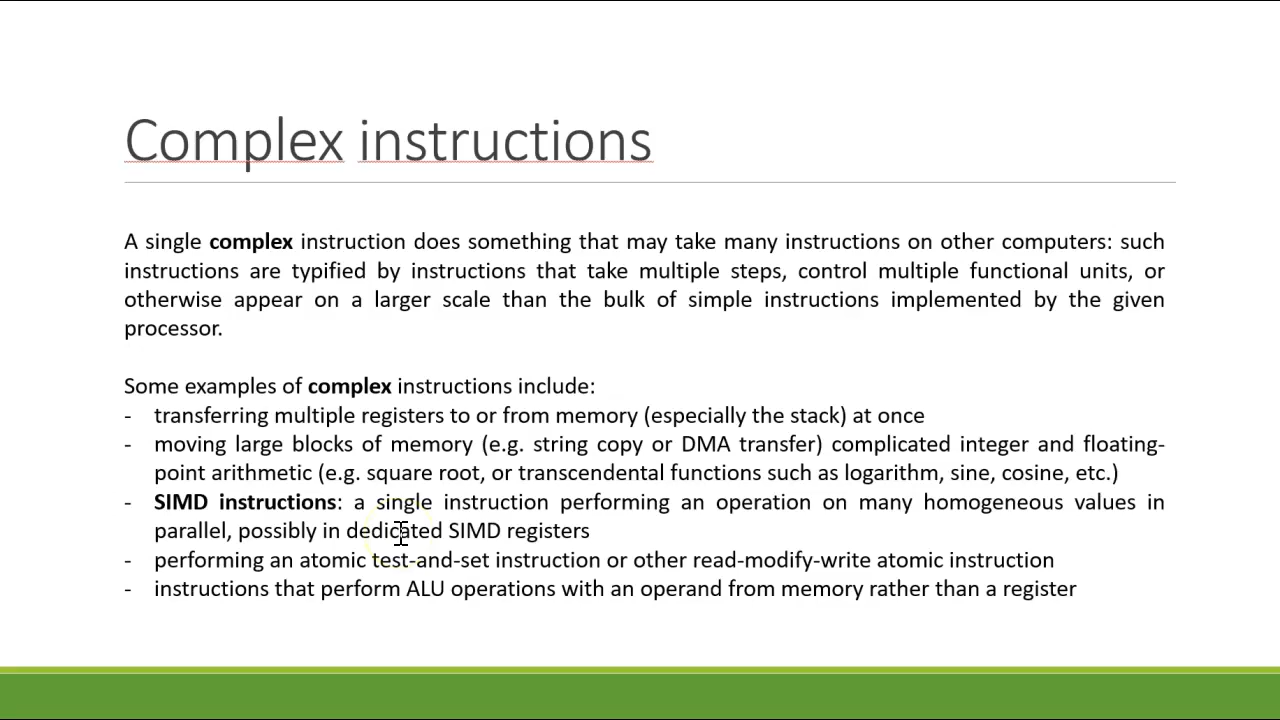 Complex instructions
A single complex instruction does something that may take many instructions on other computers: such
instructions are typified by instructions that take multiple steps, control multiple functional units, or
otherwise appear on a larger scale than the bulk of simple instructions implemented by the given
processor.
Some examples of complex instructions include:
- transferring multiple registers to or from memory (especially the stack) at once
- moving large blocks of memory (e.g. string copy or DMA transfer) complicated integer and floating-
point arithmetic (e.g. square root, or transcendental functions such as logarithm, sine, cosine, etc.)
- SIMD instructions: a single instruction performing an operation on many homogeneous values in
parallel, possibly in dedicated SIMD registers
- performing an atomic test-and-set instruction or other read-modify-write atomic instruction
- instructions that perform ALU operations with an operand from memory rather than a register